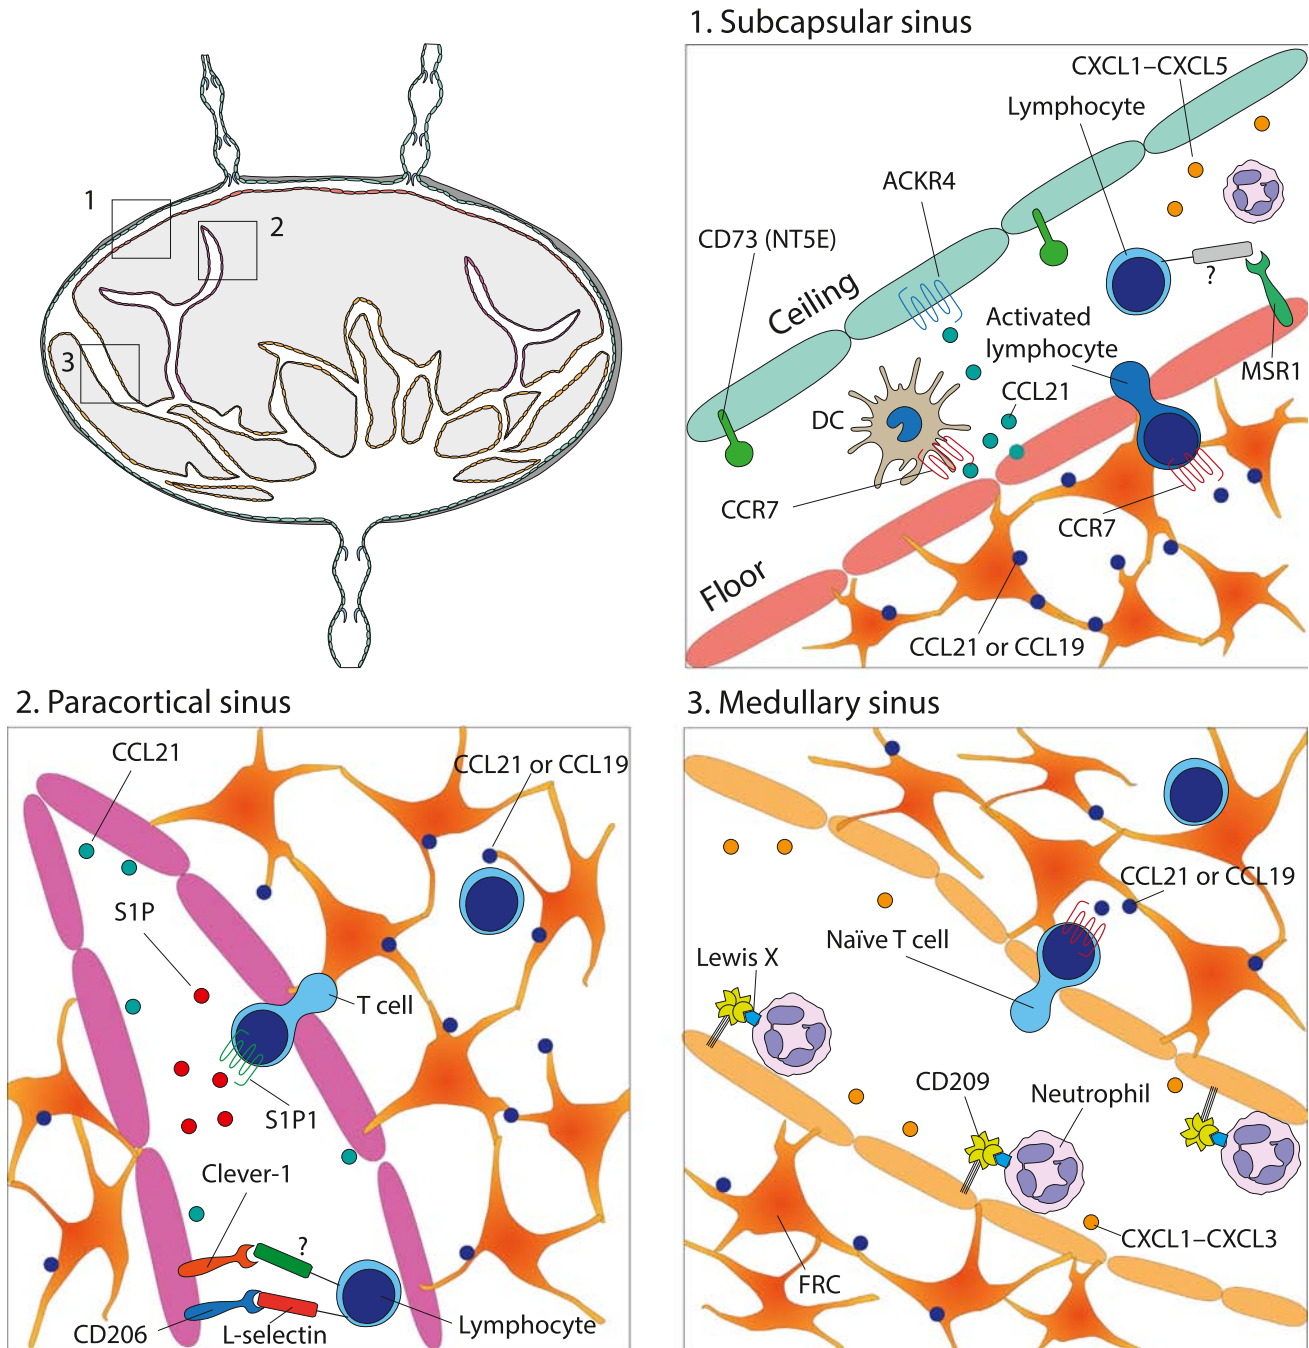 1. Subcapsular sinus
1
2
3
CXCL1–CXCL5
Lymphocyte
ACKR4
CD73 (NT5E)
?
Ceiling
Activated
lymphocyte
MSR1
CCL21
DC
CCR7
CCR7
Floor
CCL21 or CCL19
2. Paracortical sinus
CCL21
CCL21 or CCL19
S1P
T cell
S1P1
Clever-1
?
CD206
L-selectin
Lymphocyte
3. Medullary sinus
CCL21 or CCL19
Naïve T cell
Lewis X
CD209
Neutrophil
CXCL1–CXCL3
FRC